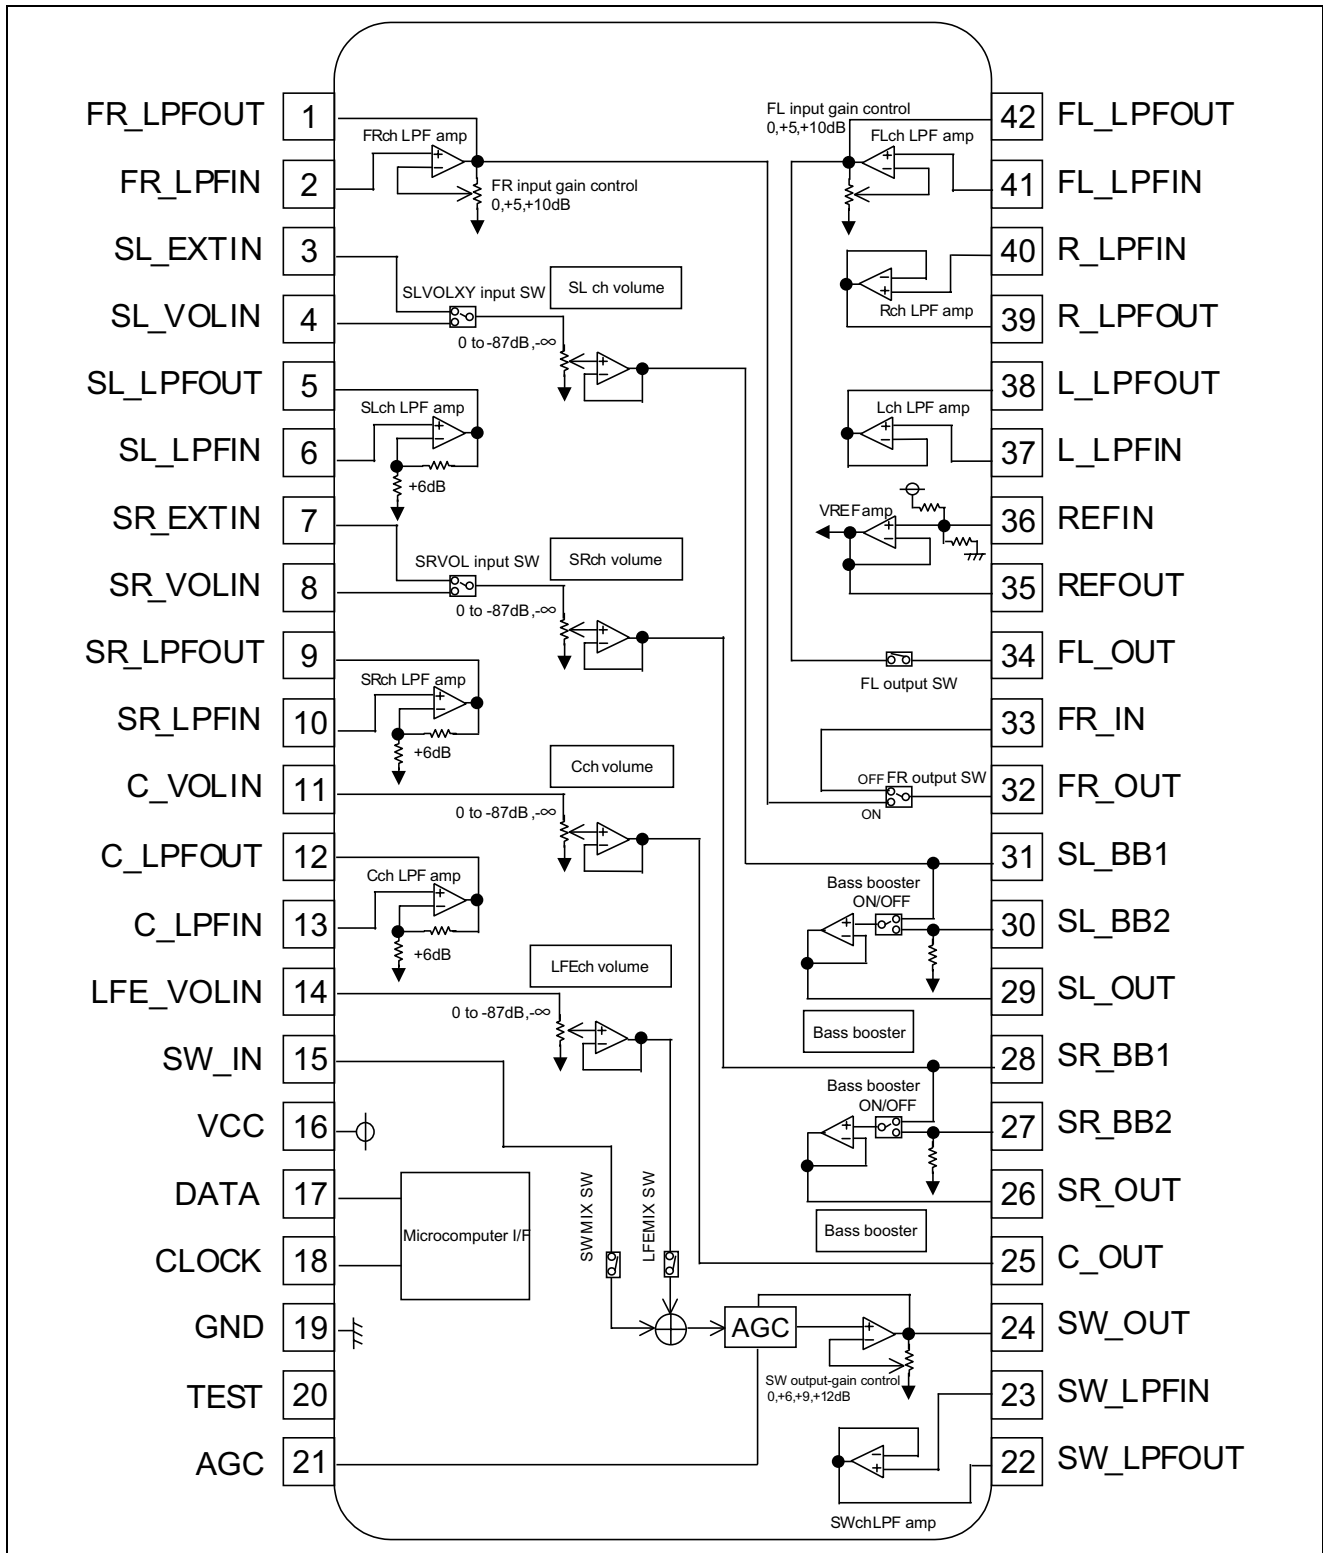 FR_LPFOUT 1
FR_LPFIN 2
SL_EXTIN 3
SL_VOLIN 4
SL_LPFOUT 5
SL_LPFIN 6
SR_EXTIN 7
SR_VOLIN 8
SR_LPFOUT 9
SR_LPFIN 10
C_VOLIN 11
C_LPFOUT 12
C_LPFIN 13
LFE_VOLIN 14
SW_IN 15
VCC 16
DATA 17
CLOCK 18
GND 19
TEST 20
AGC 21
FRch LPF amp
+
−
FR input gain control
0,+5,+10dB
SLVOLXY input SW
SL ch volume
0 to -87dB,-∞
+
−
SLch LPF amp
+
−
+6dB
SRVOL input SW
SRch volume
0 to -87dB,-∞
+
−
SRch LPF amp
+
−
+6dB
Cch volume
0 to -87dB,-∞
+
−
Cch LPF amp
+
−
+6dB
LFEch volume
0 to -87dB,-∞
+
−
Microcomputer I/F
SWMIX SW
LFEMIX SW
AGC
+
−
SW output-gain control
0,+6,+9,+12dB
FL input gain control
0,+5,+10dB
FLch LPF amp
+
−
−
+
Rch LPF amp
Lch LPF amp
+
−
VREF amp
+
−
FL output SW
OFF FR output SW
ON
Bass booster
ON/OFF
+
−
Bass booster
Bass booster
ON/OFF
+
−
Bass booster
−
+
SWchLPF amp
42 FL_LPFOUT
41 FL_LPFIN
40 R_LPFIN
39 R_LPFOUT
38 L_LPFOUT
37 L_LPFIN
36 REFIN
35 REFOUT
34 FL_OUT
33 FR_IN
32 FR_OUT
31 SL_BB1
30 SL_BB2
29 SL_OUT
28 SR_BB1
27 SR_BB2
26 SR_OUT
25 C_OUT
24 SW_OUT
23 SW_LPFIN
22 SW_LPFOUT